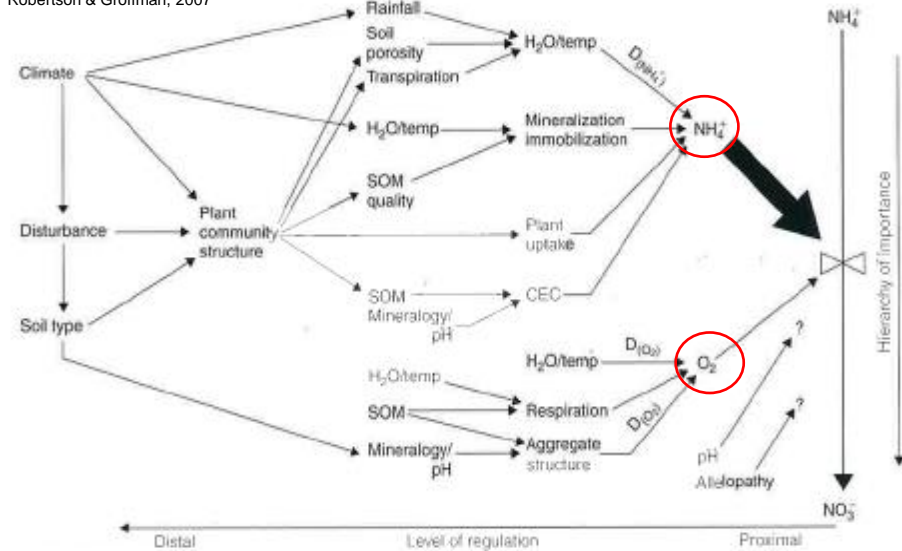 Robertson & Groffman, 2007
Rainfall
Soil
porosity
Transpiration
H₂O/temp
D(NH₄⁺)
NH₄⁺
Climate
H₂O/temp
Mineralization
immobilization
NH₄⁺
SOM
quality
Disturbance
Plant
community
structure
Plant
uptake
SOM
Mineralogy/
pH
CEC
Soil type
H₂O/temp
D(O₂)
O₂
?
H₂O/temp
SOM
Respiration
D(O₂)
?
Mineralogy/
pH
Aggregate
structure
pH
Allelopathy
NO₃⁻
Hierarchy of importance
Distal
Level of regulation
Proximal